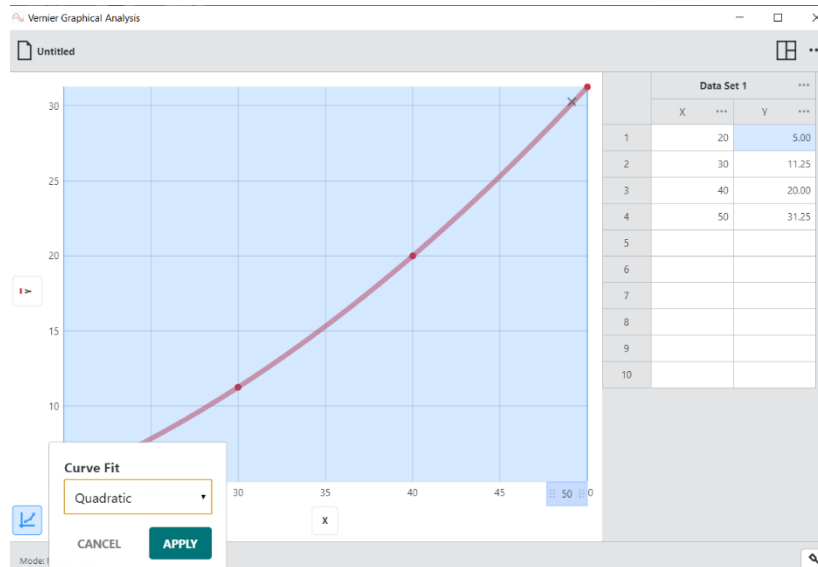 Vernier Graphical Analysis
Untitled
Data Set 1
X Y
1 20 5.00
2 30 11.25
3 40 20.00
4 50 31.25
5
6
7
8
9
10
30
25
20
15
10
Y
30 35 40 45 50 0
X
Curve Fit
Quadratic
CANCEL APPLY
Mode: